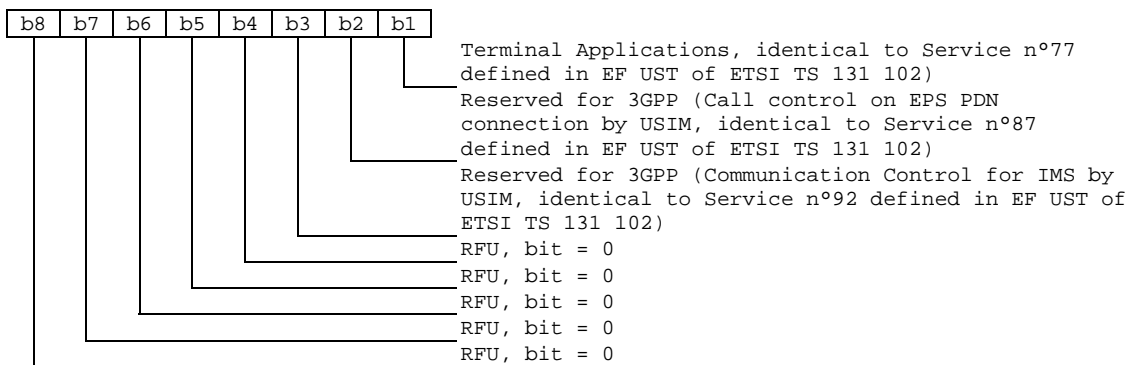 b8 b7 b6 b5 b4 b3 b2 b1
Terminal Applications, identical to Service n°77
defined in EF UST of ETSI TS 131 102)
Reserved for 3GPP (Call control on EPS PDN
connection by USIM, identical to Service n°87
defined in EF UST of ETSI TS 131 102)
Reserved for 3GPP (Communication Control for IMS by
USIM, identical to Service n°92 defined in EF UST of
ETSI TS 131 102)
RFU, bit = 0
RFU, bit = 0
RFU, bit = 0
RFU, bit = 0
RFU, bit = 0